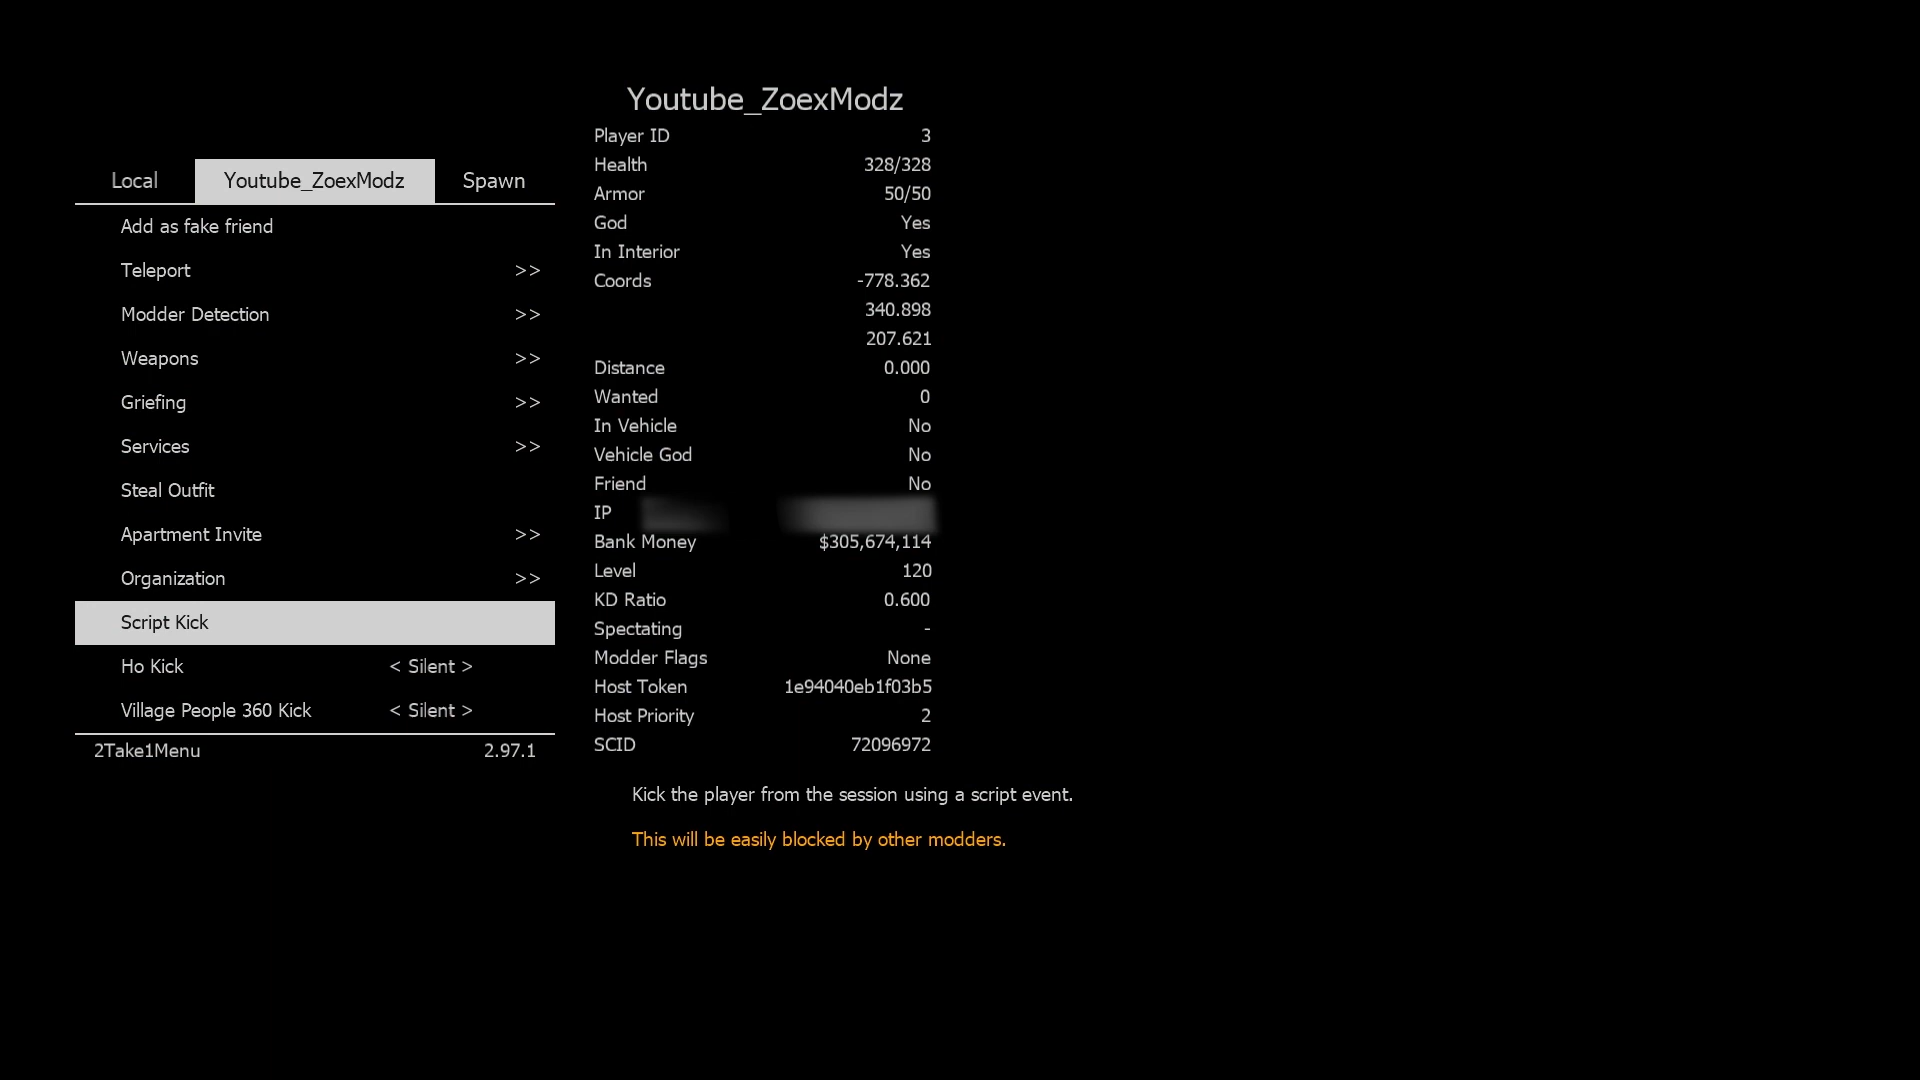 Youtube_ZoexModz
Local Youtube_ZoexModz Spawn
Add as fake friend
Teleport >>
Modder Detection >>
Weapons >>
Griefing >>
Services >>
Steal Outfit
Apartment Invite >>
Organization >>
Script Kick
Ho Kick < Silent >
Village People 360 Kick < Silent >
2Take1Menu 2.97.1
Player ID 3
Health 328/328
Armor 50/50
God Yes
In Interior Yes
Coords -778.362
340.898
207.621
Distance 0.000
Wanted 0
In Vehicle No
Vehicle God No
Friend No
IP
Bank Money $305,674,114
Level 120
KD Ratio 0.600
Spectating -
Modder Flags None
Host Token 1e94040eb1f03b5
Host Priority 2
SCID 72096972
Kick the player from the session using a script event.
This will be easily blocked by other modders.